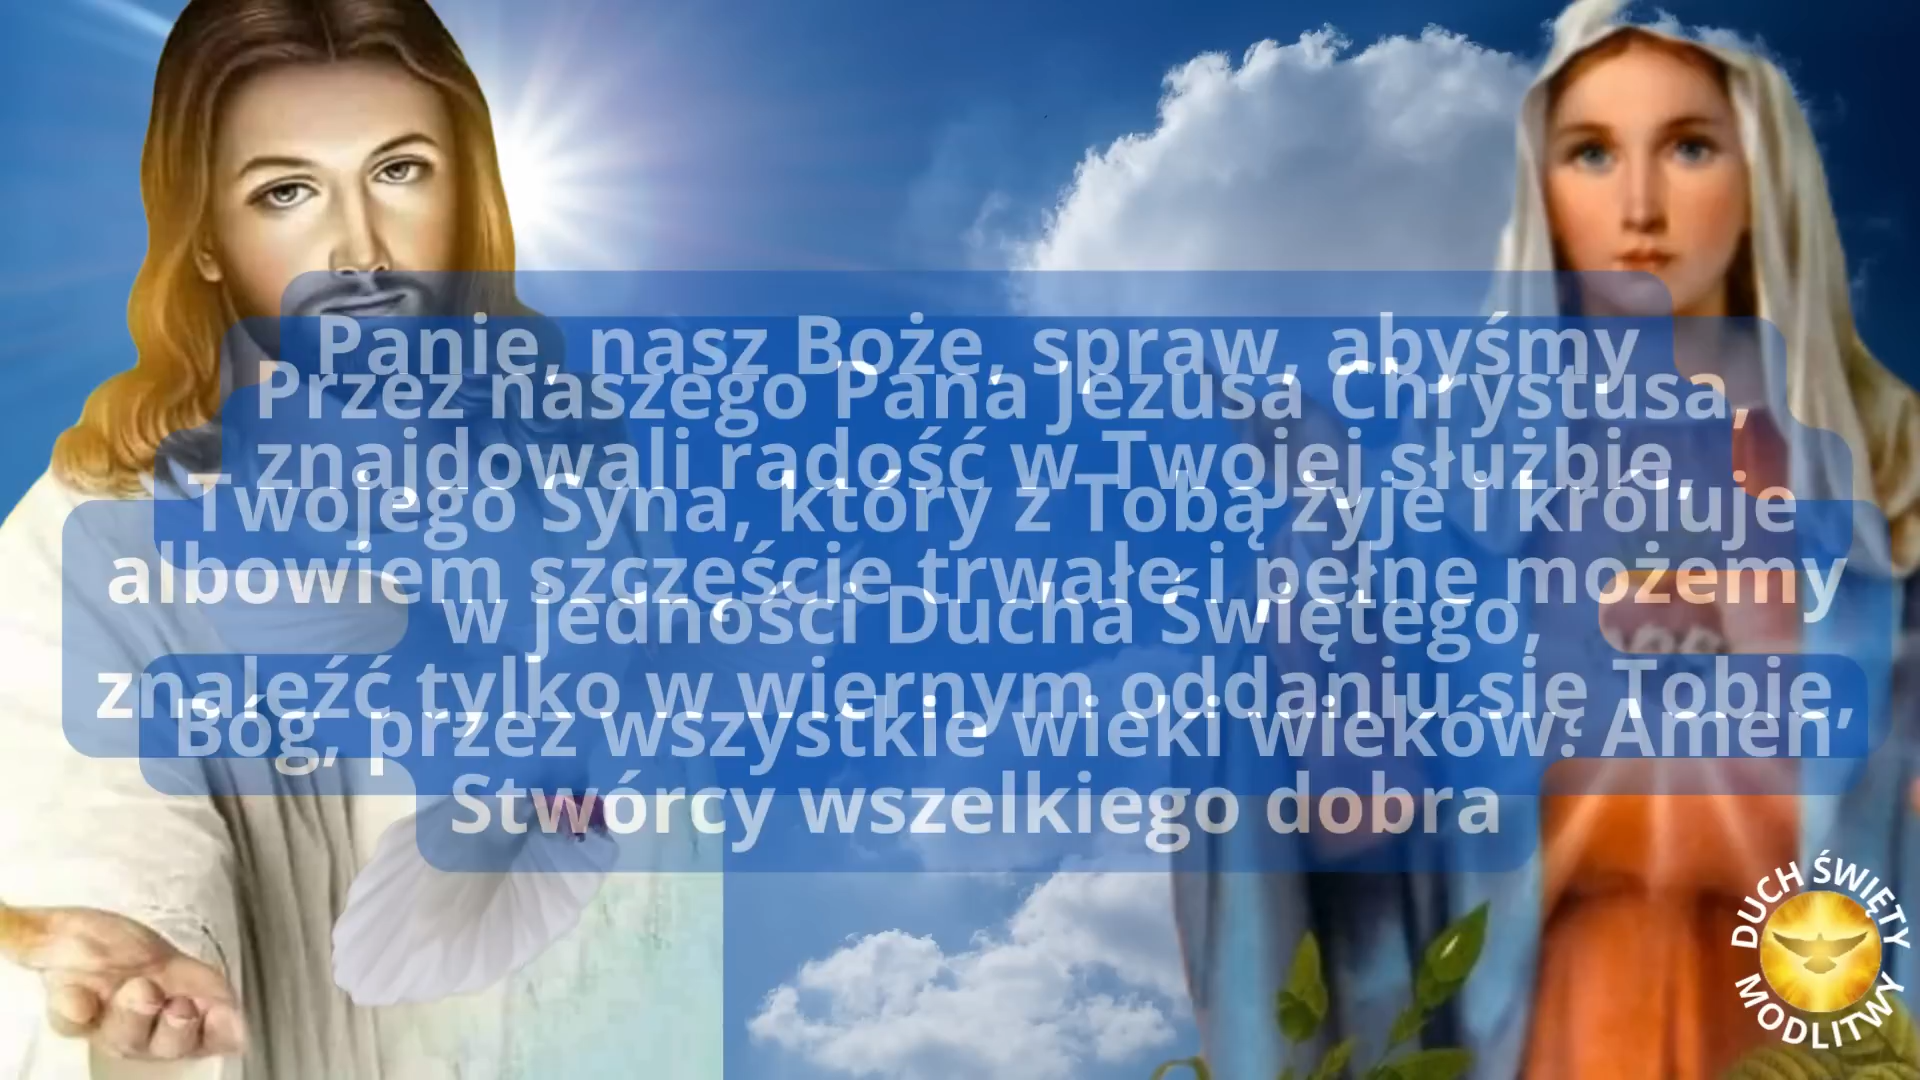 Panie, nasz Boże, spraw, abyśmy
znajdowali radość w Twojej służbie,
albowiem szczęście trwałe i pełne możemy
znaleźć tylko w wiernym oddaniu się Tobie,
Stwórcy wszelkiego dobra
Przez naszego Pana Jezusa Chrystusa,
Twojego Syna, który z Tobą żyje i króluje
w jedności Ducha Świętego,
Bóg, przez wszystkie wieki wieków. Amen
DUCH ŚWIĘTY
MODLITWY